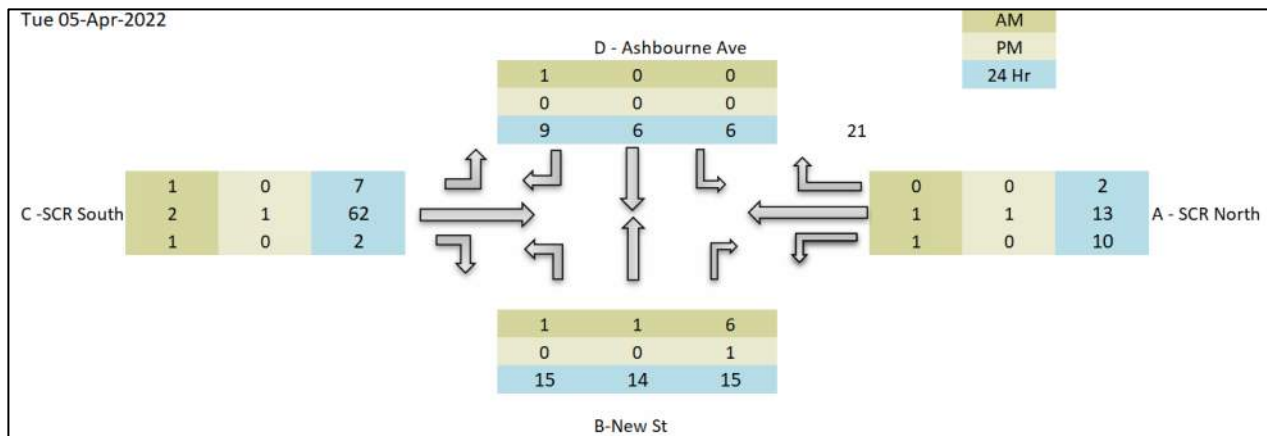 Tue 05-Apr-2022
AM
PM
24 Hr
D - Ashbourne Ave
1 0 0
0 0 0
9 6 6
21
C -SCR South
1 0 7
2 1 62
1 0 2
0 0 2
1 1 13
1 0 10
A - SCR North
1 1 6
0 0 1
15 14 15
B-New St